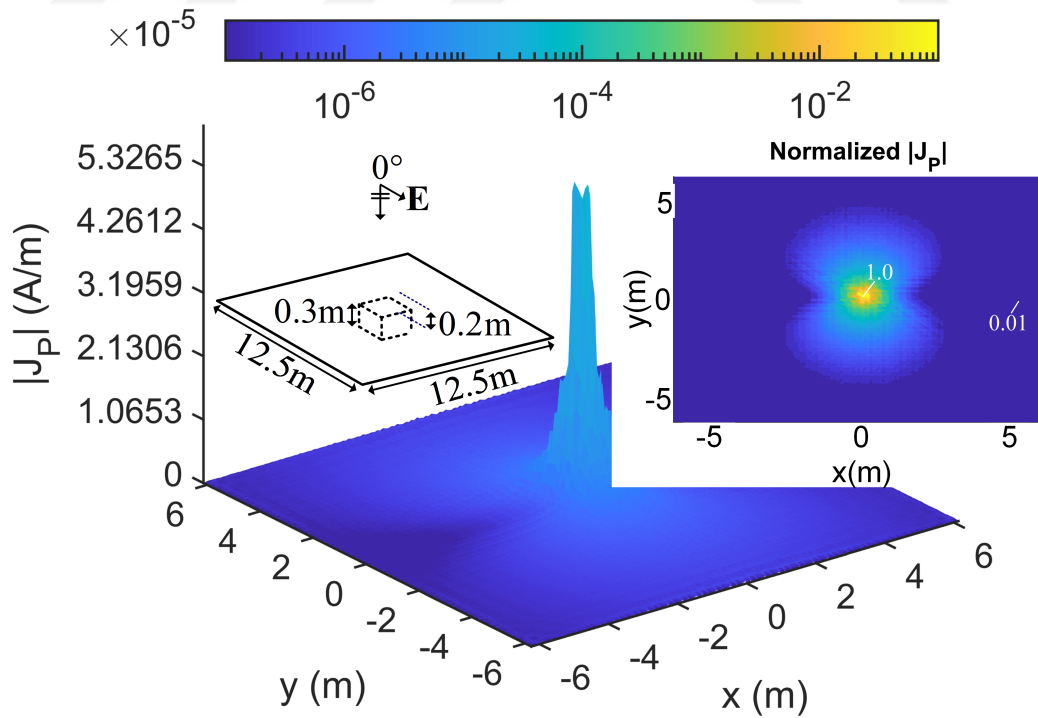 ×10^-5
10^-6 10^-4 10^-2
|J_P| (A/m)
5.3265
4.2612
3.1959
2.1306
1.0653
0
0°
E
0.3m
0.2m
12.5m
12.5m
Normalized |J_P|
y(m)
5
0
-5
1.0
0.01
-5 0 5
x(m)
6 4 2 0 -2 -4 -6
y (m)
-6 -4 -2 0 2 4 6
x (m)